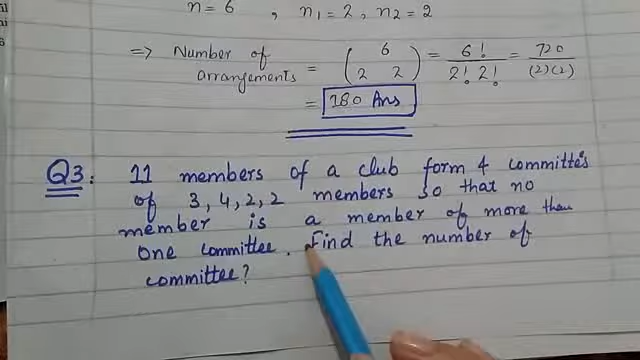 n = 6 , n₁ = 2, n₂ = 2
=> Number of arrangements = ( 6 / 2 2 ) = 6! / 2! 2! = 720 / (2)(2)
= 180 Ans
Q3: 11 members of a club form 4 committes
of 3, 4, 2, 2 members so that no
member is a member of more than
one committee. Find the number of
committee?